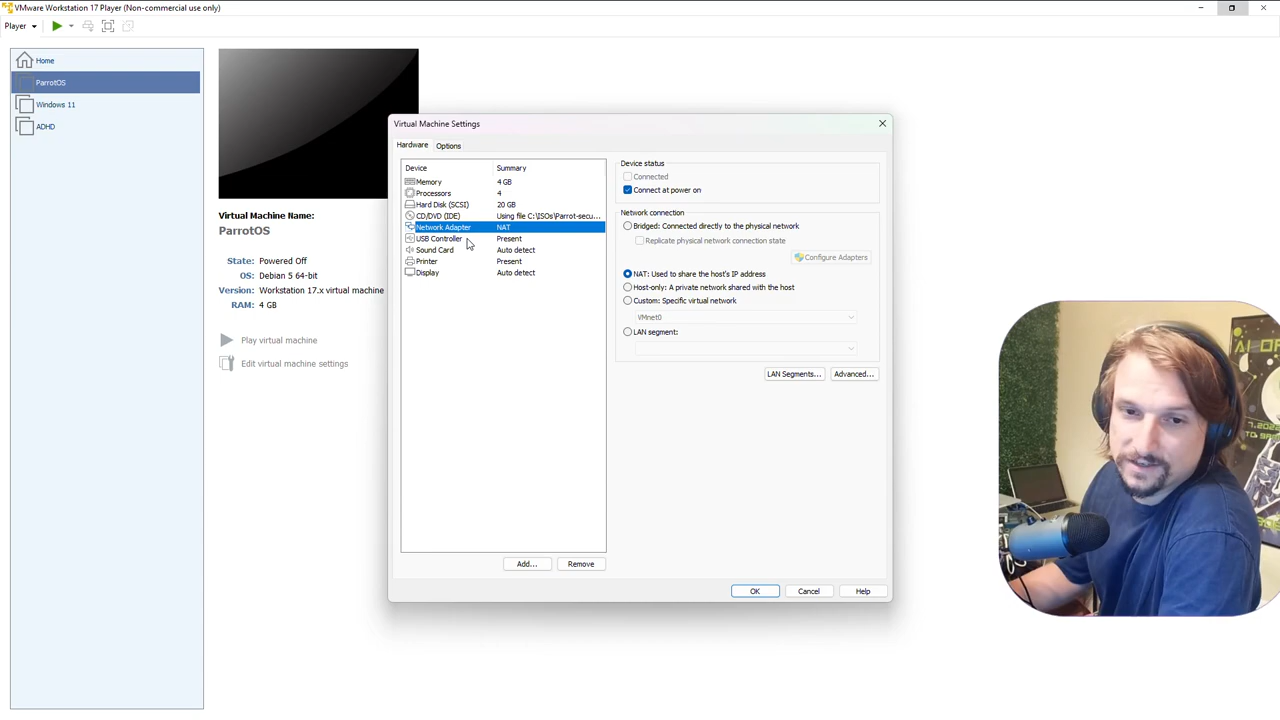 VMware Workstation 17 Player (Non-commercial use only)
Player
Home
ParrotOS
Windows 11
ADHD
Virtual Machine Name:
ParrotOS
State: Powered Off
OS: Debian 5 64-bit
Version: Workstation 17.x virtual machine
RAM: 4 GB
Play virtual machine
Edit virtual machine settings
Virtual Machine Settings
Hardware Options
Device Summary
Memory 4 GB
Processors 4
Hard Disk (SCSI) 20 GB
CD/DVD (IDE) Using file C:\ISOs\Parrot-secu...
Network Adapter NAT
USB Controller Present
Sound Card Auto detect
Printer Present
Display Auto detect
Add... Remove
Device status
Connected
Connect at power on
Network connection
Bridged: Connected directly to the physical network
Replicate physical network connection state
Configure Adapters
NAT: Used to share the host's IP address
Host-only: A private network shared with the host
Custom: Specific virtual network
VMnet0
LAN segment:
LAN Segments... Advanced...
OK Cancel Help